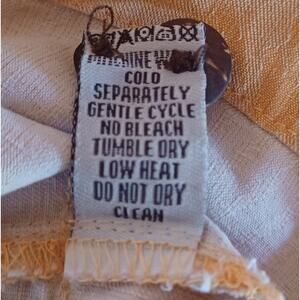 MACHINE WASH
COLD
SEPARATELY
GENTLE CYCLE
NO BLEACH
TUMBLE DRY
LOW HEAT
DO NOT DRY
CLEAN